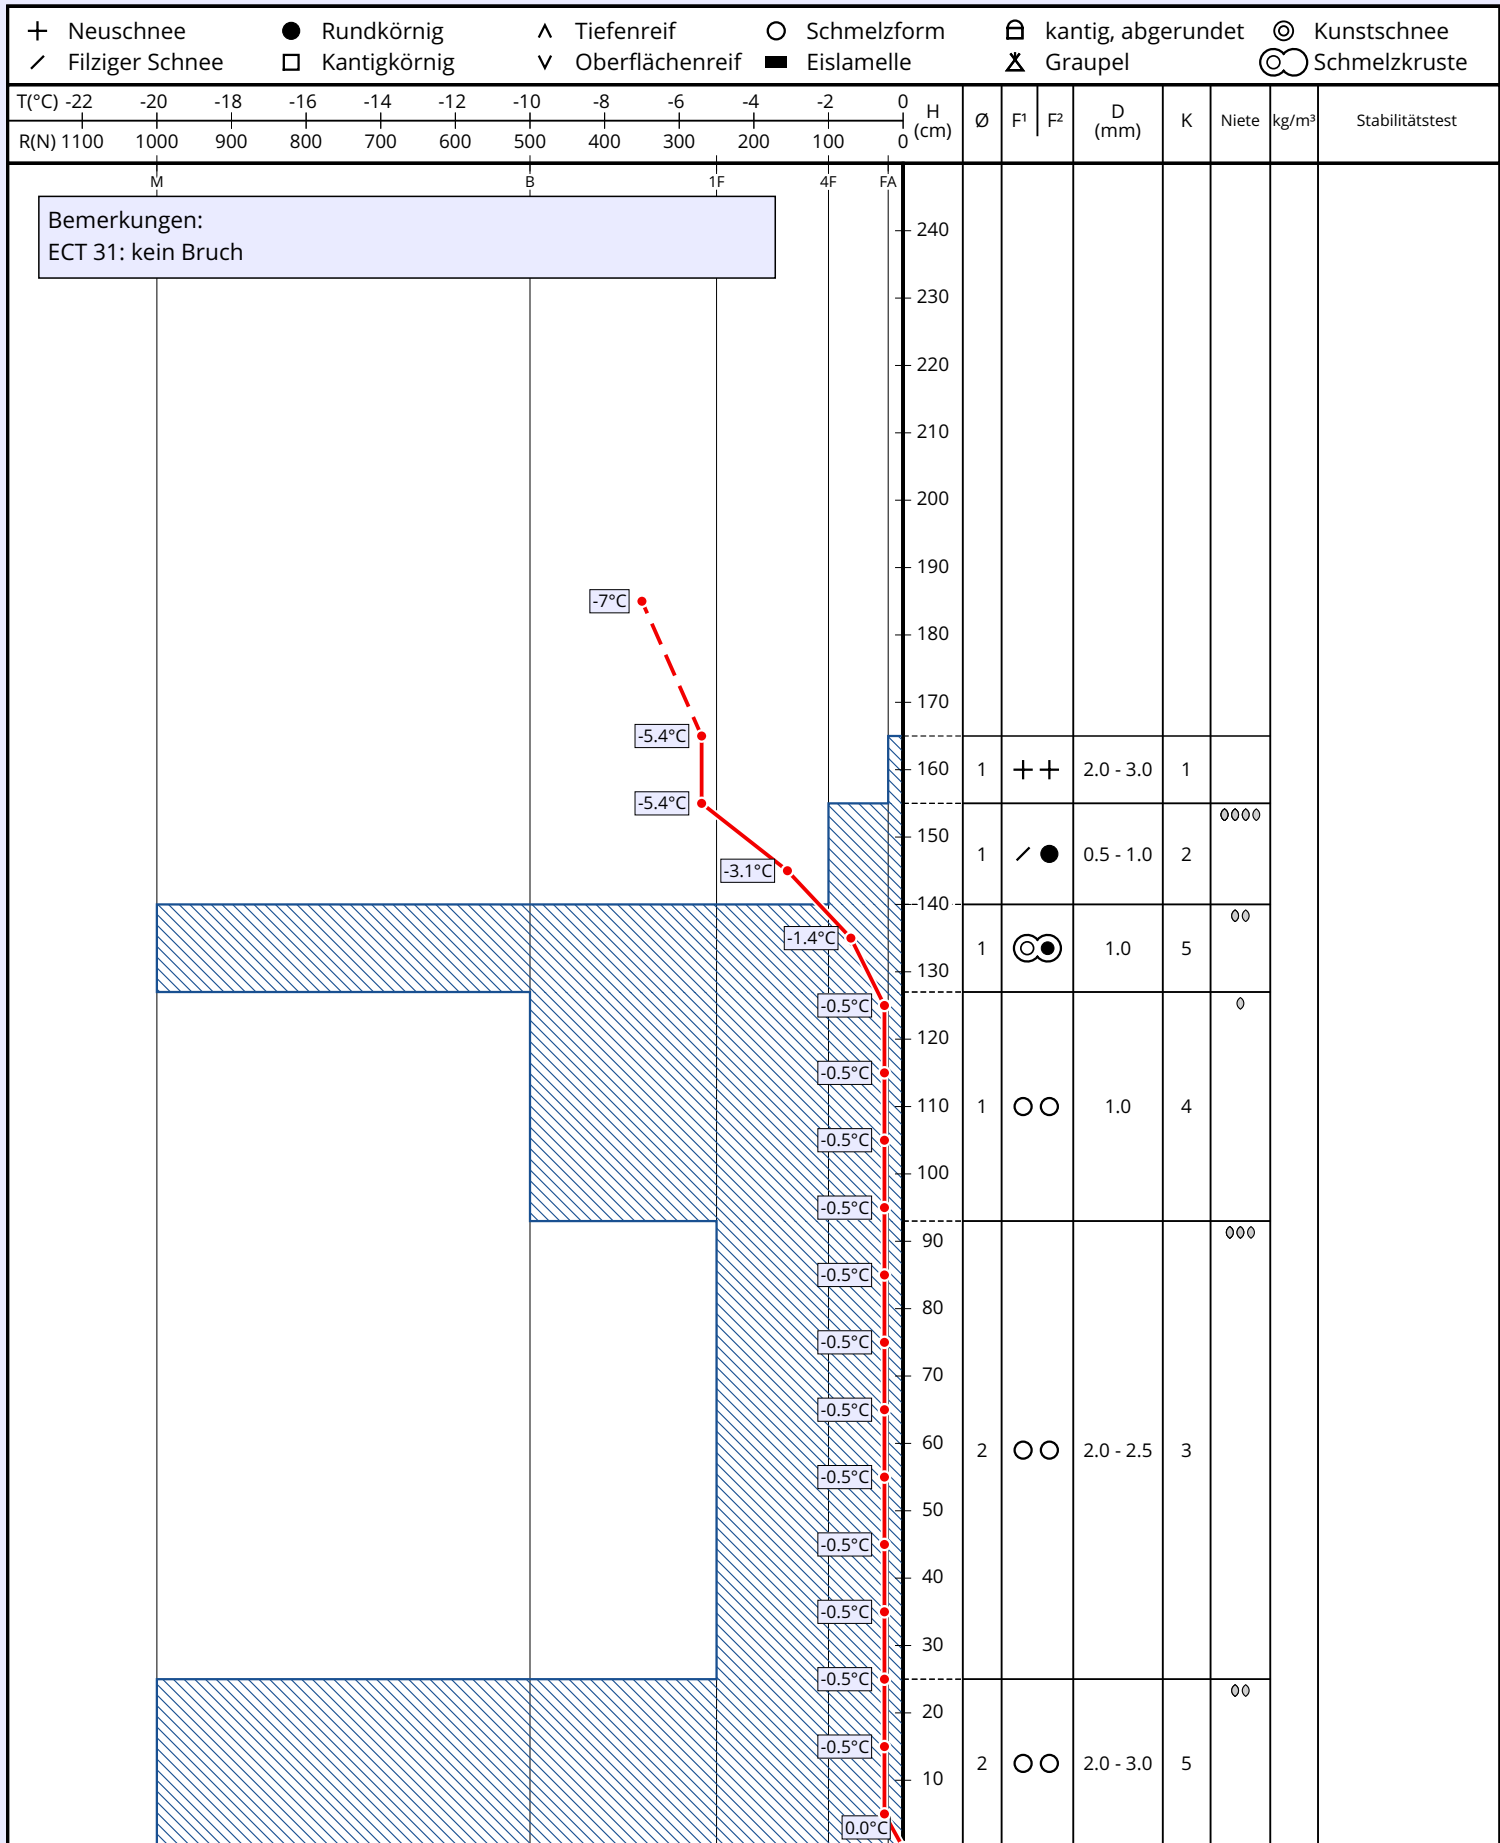 Neuschnee Rundkörnig Tiefenreif Schmelzform kantig, abgerundet Kunstschnee
Filziger Schnee Kantigkörnig Oberflächenreif Eislamelle Graupel Schmelzkruste
T(°C) -22 -20 -18 -16 -14 -12 -10 -8 -6 -4 -2 0
R(N) 1100 1000 900 800 700 600 500 400 300 200 100 0
H (cm) Ø F¹ F² D (mm) K Niete kg/m³ Stabilitätstest
M B 1F 4F FA
Bemerkungen:
ECT 31: kein Bruch
240
230
220
210
200
190
-7°C
180
170
-5.4°C
160 1 2.0 - 3.0 1
-5.4°C
150
1 0.5 - 1.0 2
-3.1°C
140
-1.4°C
1 1.0 5
130
-0.5°C
120
-0.5°C
110 1 1.0 4
-0.5°C
100
-0.5°C
90
-0.5°C
80
-0.5°C
70
-0.5°C
60 2 2.0 - 2.5 3
-0.5°C
50
-0.5°C
40
-0.5°C
30
-0.5°C
20
-0.5°C
2 2.0 - 3.0 5
10
0.0°C